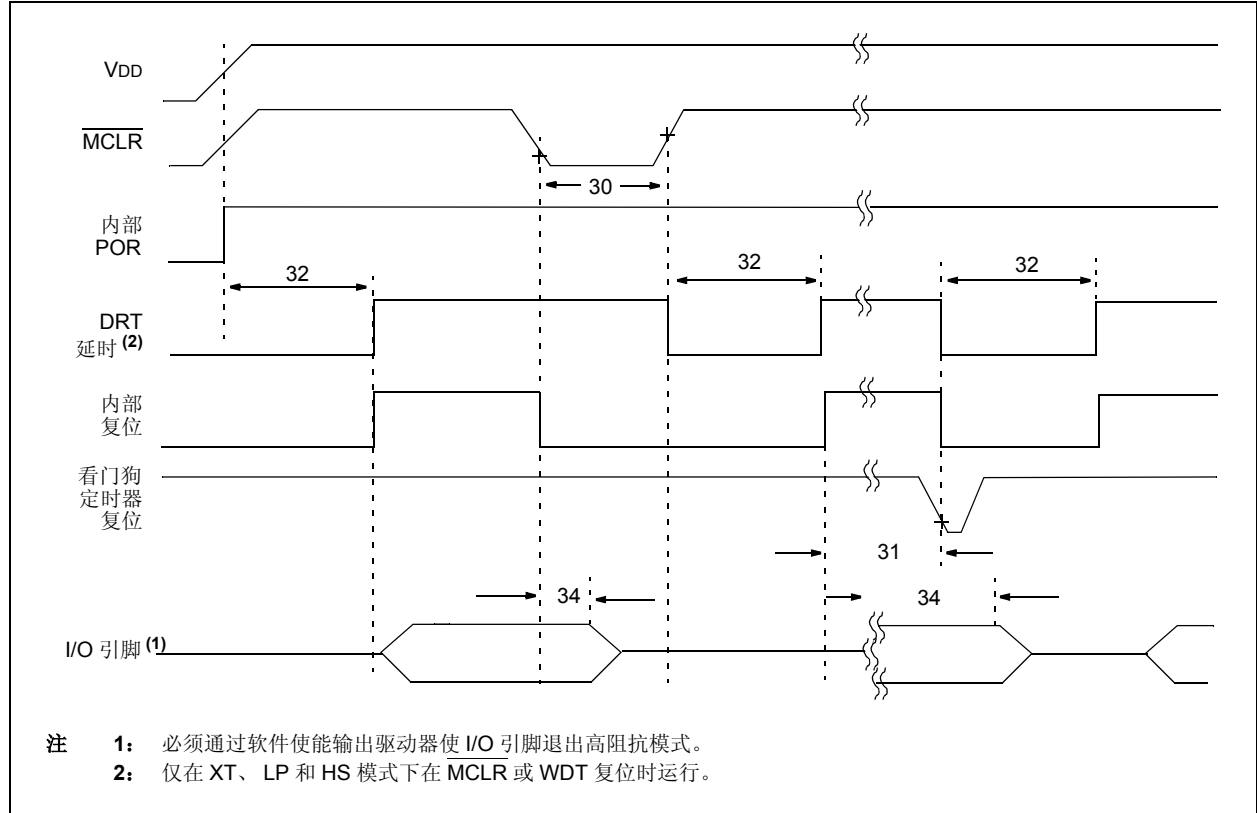 VDD
MCLR
30
内部
POR
32
32
32
DRT
延时 (2)
内部
复位
看门狗
定时器
复位
31
34
34
I/O 引脚 (1)
注 1: 必须通过软件使能输出驱动器使 I/O 引脚退出高阻抗模式。
2: 仅在 XT、 LP 和 HS 模式下在 MCLR 或 WDT 复位时运行。